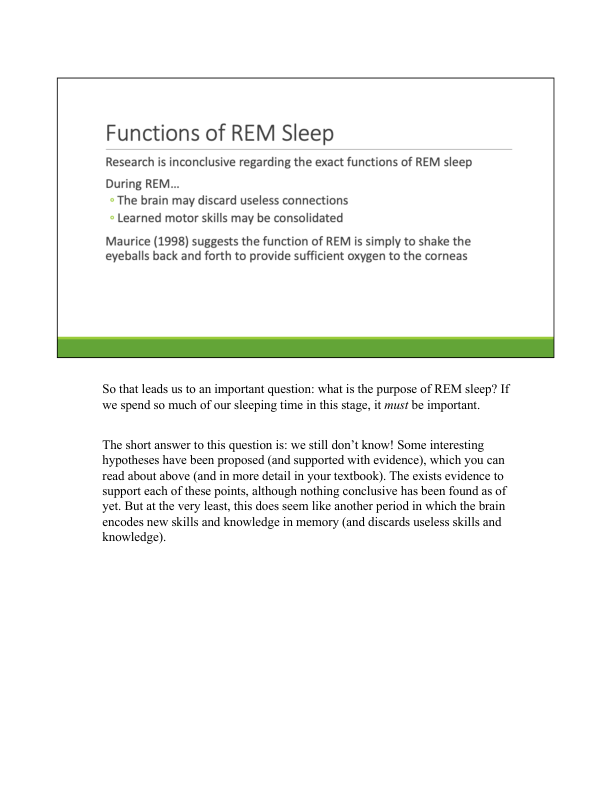 Functions of REM Sleep
Research is inconclusive regarding the exact functions of REM sleep
During REM…
◦ The brain may discard useless connections
◦ Learned motor skills may be consolidated
Maurice (1998) suggests the function of REM is simply to shake the
eyeballs back and forth to provide sufficient oxygen to the corneas
So that leads us to an important question: what is the purpose of REM sleep? If
we spend so much of our sleeping time in this stage, it must be important.
The short answer to this question is: we still don’t know! Some interesting
hypotheses have been proposed (and supported with evidence), which you can
read about above (and in more detail in your textbook). The exists evidence to
support each of these points, although nothing conclusive has been found as of
yet. But at the very least, this does seem like another period in which the brain
encodes new skills and knowledge in memory (and discards useless skills and
knowledge).